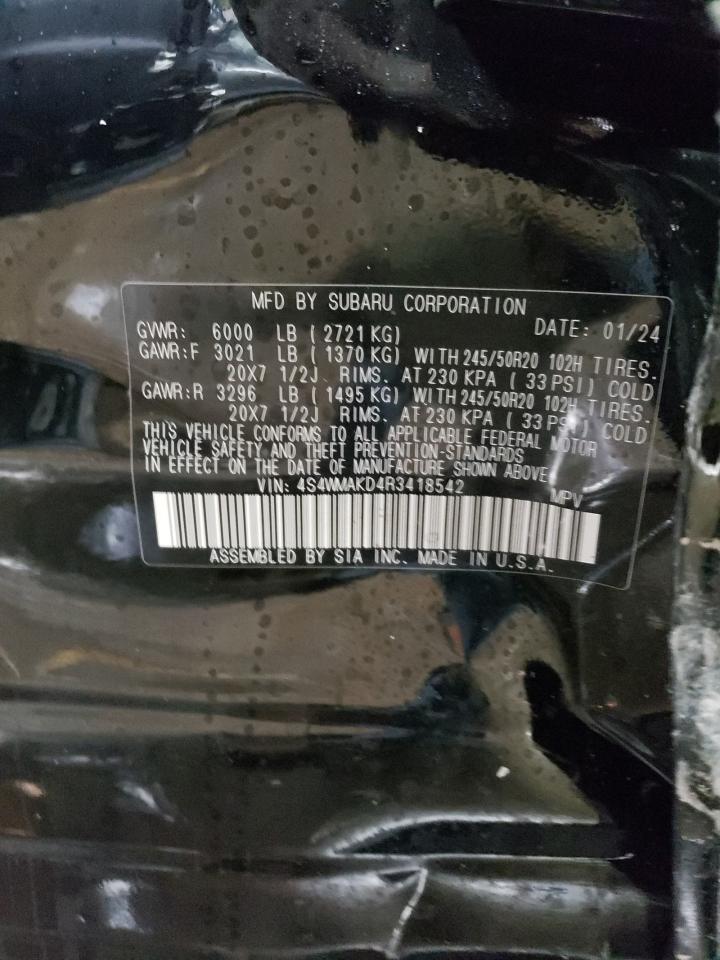 MFD BY SUBARU CORPORATION
GVWR: 6000 LB ( 2721 KG) DATE: 01/24
GAWR:F 3021 LB ( 1370 KG) WITH 245/50R20 102H TIRES.
20X7 1/2J RIMS. AT 230 KPA ( 33 PSI) COLD
GAWR:R 3296 LB ( 1495 KG) WITH 245/50R20 102H TIRES.
20X7 1/2J RIMS. AT 230 KPA ( 33 PSI) COLD
THIS VEHICLE CONFORMS TO ALL APPLICABLE FEDERAL MOTOR
VEHICLE SAFETY AND THEFT PREVENTION-STANDARDS
IN EFFECT ON THE DATE OF MANUFACTURE SHOWN ABOVE
VIN: 4S4WMAKD4R3418542 MPV
ASSEMBLED BY SIA INC. MADE IN U.S.A.